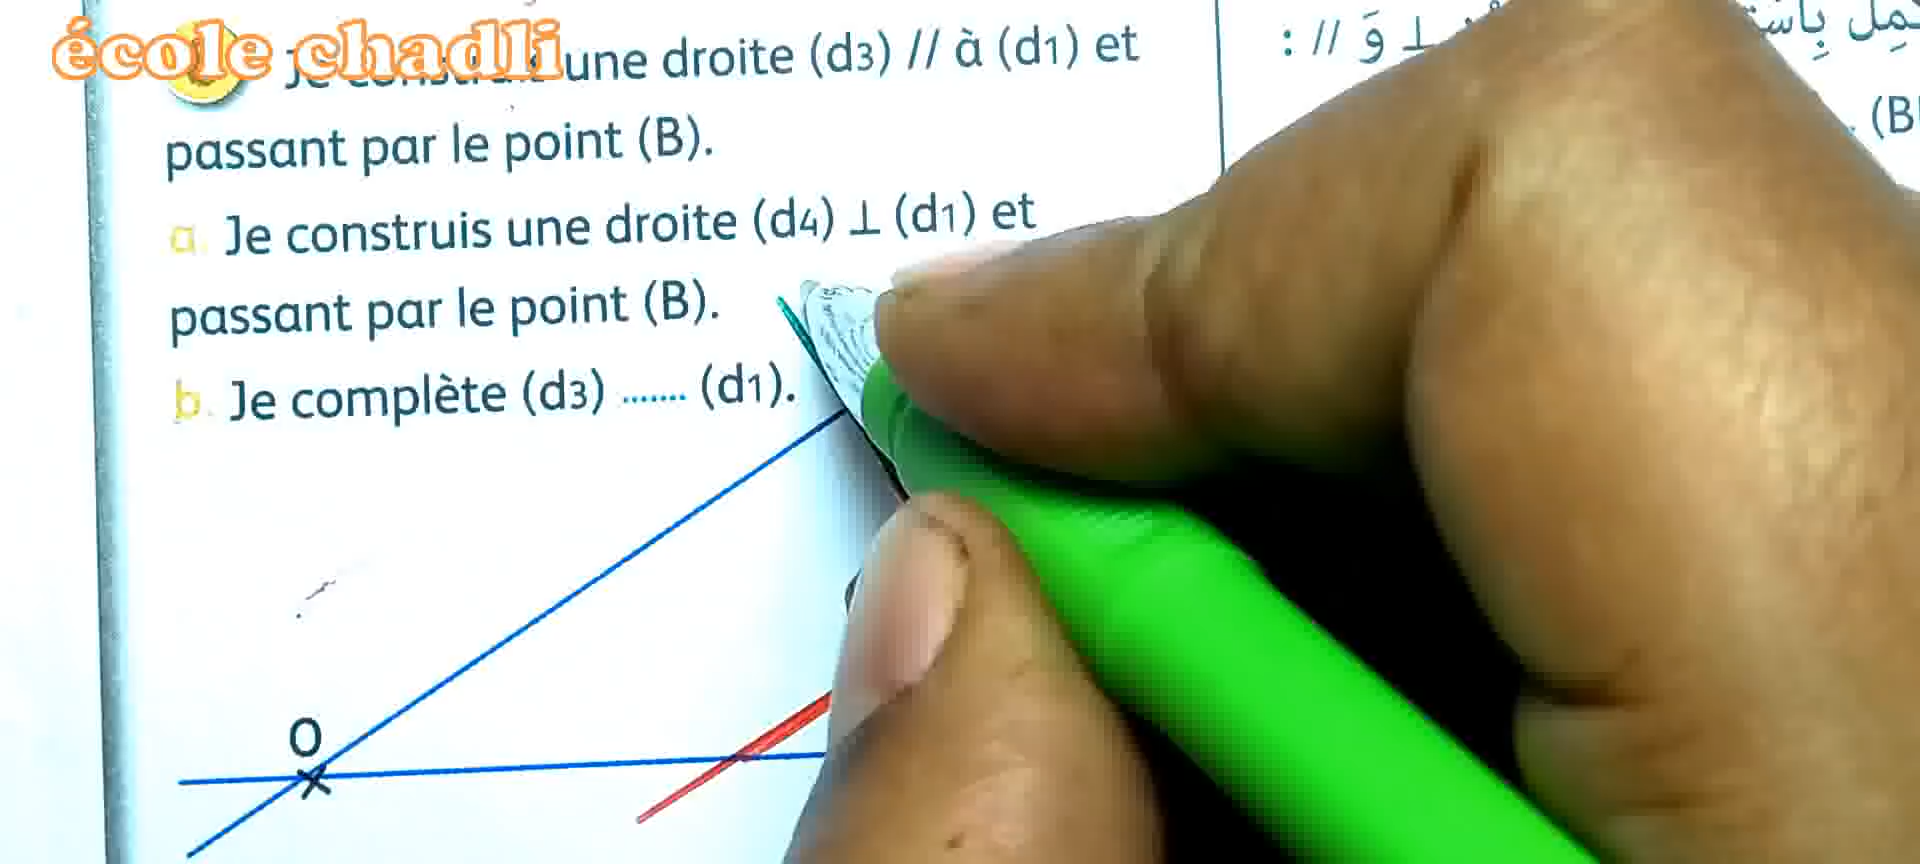 école chadli
une droite (d3) // à (d1) et
passant par le point (B).
a. Je construis une droite (d4) ⊥ (d1) et
passant par le point (B).
b. Je complète (d3) ....... (d1).
O
⊥ وَ // :